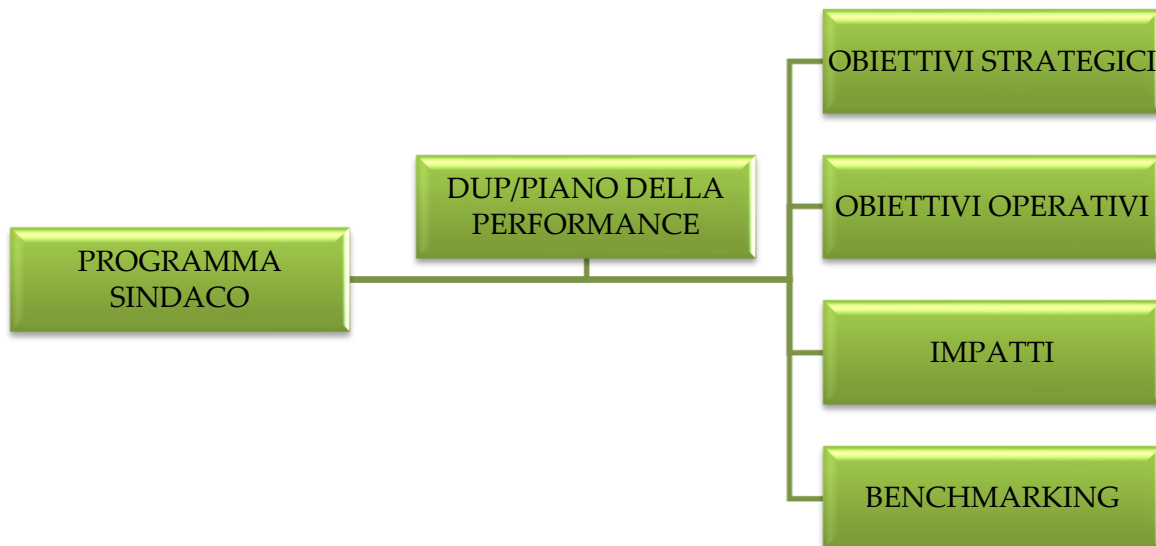 PROGRAMMA
SINDACO
DUP/PIANO DELLA
PERFORMANCE
OBIETTIVI STRATEGICI
OBIETTIVI OPERATIVI
IMPATTI
BENCHMARKING